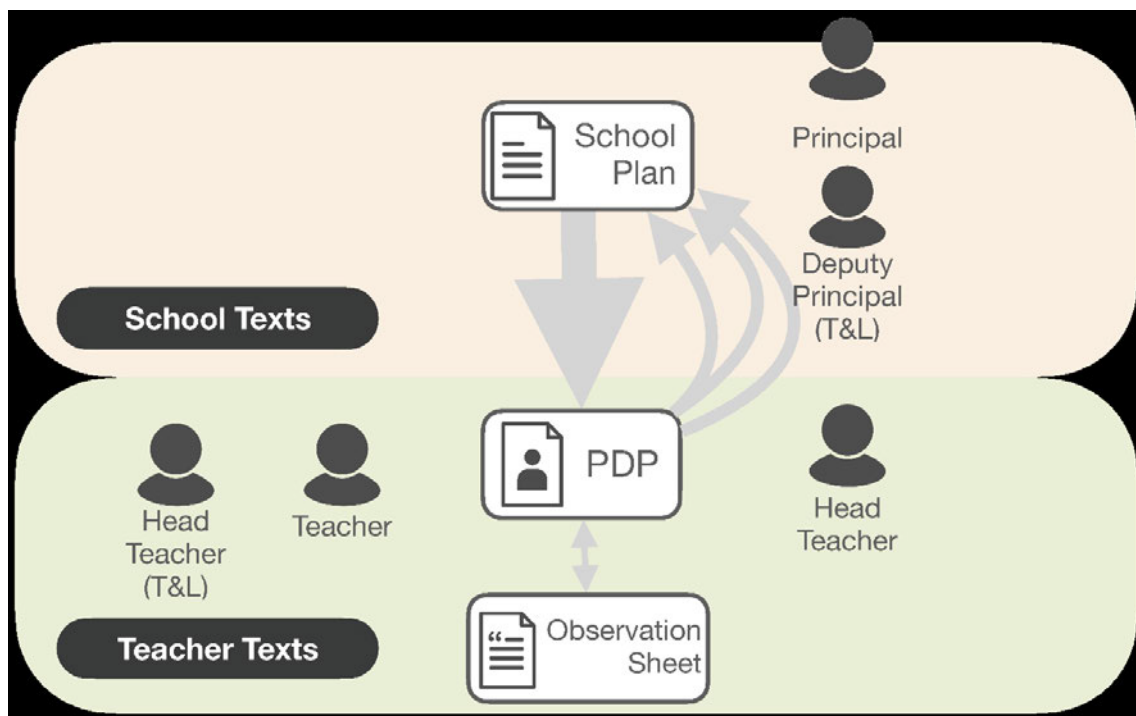 School
Plan
Principal
Deputy
Principal
(T&L)
School Texts
PDP
Head
Teacher
(T&L)
Teacher
Head
Teacher
Observation
Sheet
Teacher Texts